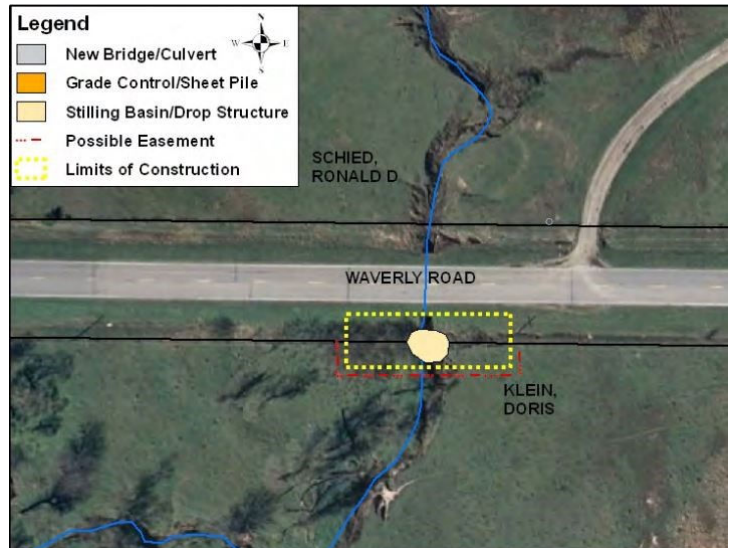 Legend
N
W E
S
New Bridge/Culvert
Grade Control/Sheet Pile
Stilling Basin/Drop Structure
Possible Easement
Limits of Construction
SCHIED,
RONALD D
WAVERLY ROAD
KLEIN,
DORIS